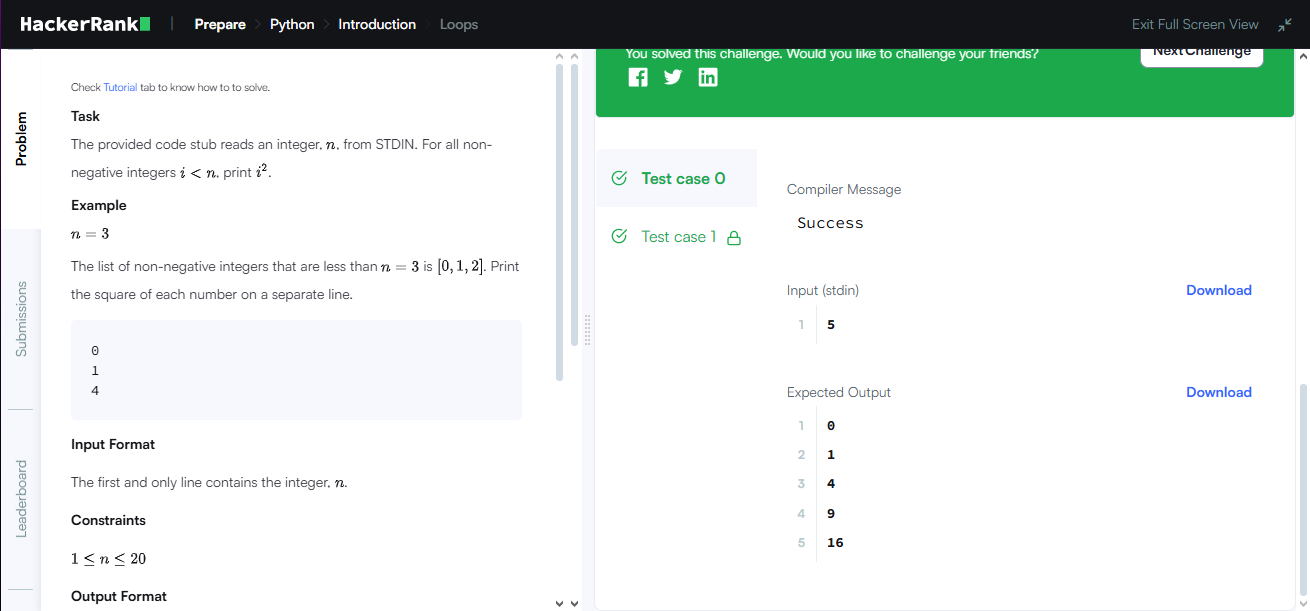 HackerRank | Prepare > Python > Introduction > Loops Exit Full Screen View
Problem
Submissions
Leaderboard
Check Tutorial tab to know how to to solve.
Task
The provided code stub reads an integer, n, from STDIN. For all non-
negative integers i < n, print i².
Example
n = 3
The list of non-negative integers that are less than n = 3 is [0, 1, 2]. Print
the square of each number on a separate line.
0
1
4
Input Format
The first and only line contains the integer, n.
Constraints
1 ≤ n ≤ 20
Output Format
You solved this challenge. Would you like to challenge your friends?
Next Challenge
Test case 0
Test case 1
Compiler Message
Success
Input (stdin) Download
1 5
Expected Output Download
1 0
2 1
3 4
4 9
5 16